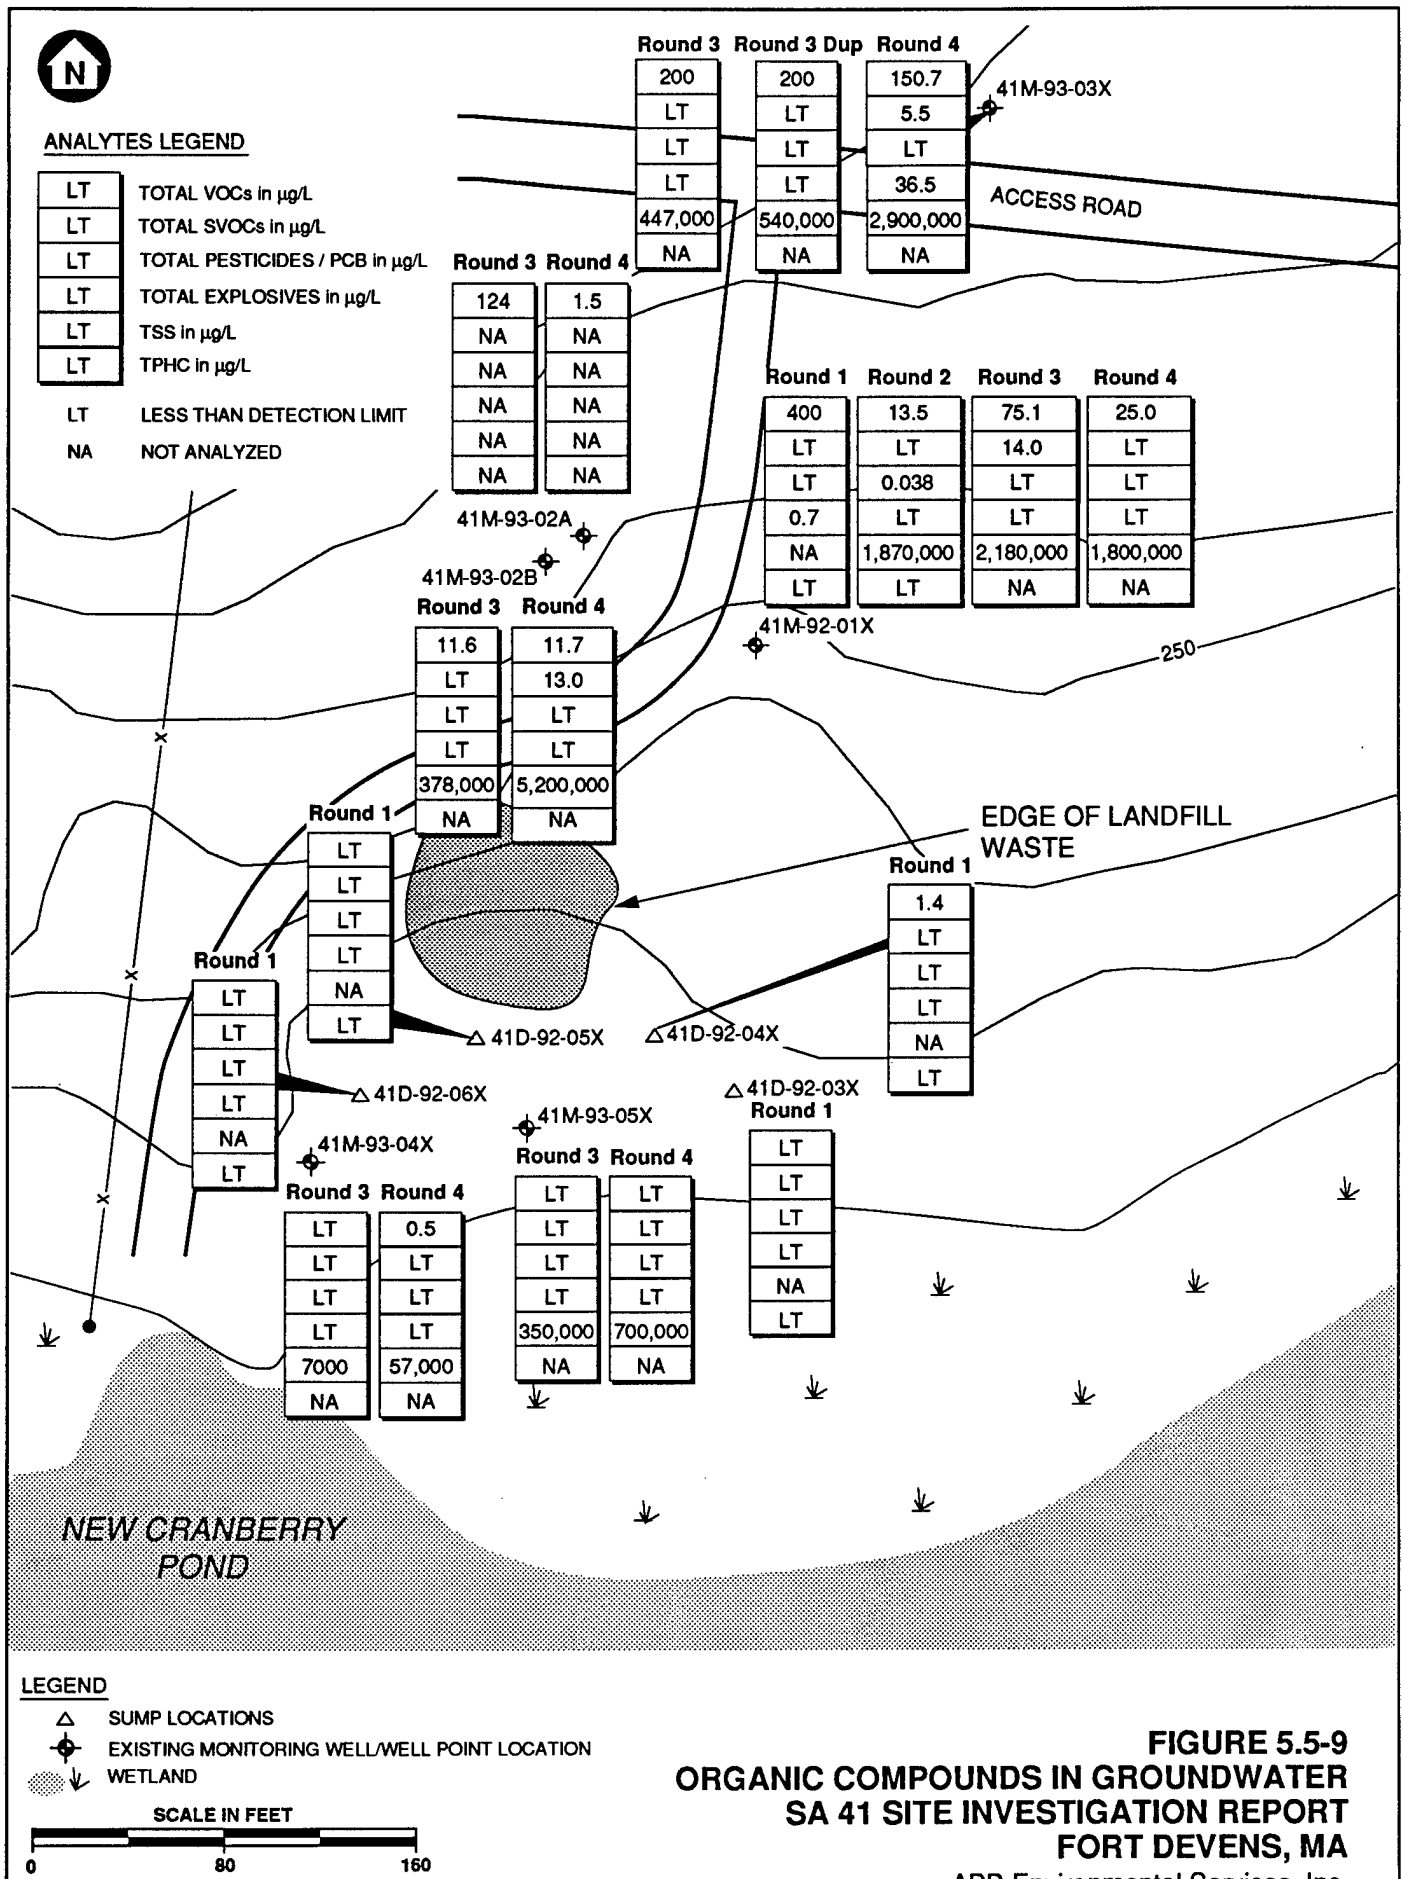 N
ANALYTES LEGEND
LT TOTAL VOCs in µg/L
LT TOTAL SVOCs in µg/L
LT TOTAL PESTICIDES / PCB in µg/L
LT TOTAL EXPLOSIVES in µg/L
LT TSS in µg/L
LT TPHC in µg/L
LT LESS THAN DETECTION LIMIT
NA NOT ANALYZED
Round 3 Round 3 Dup Round 4
200 200 150.7
LT LT 5.5
LT LT LT
LT LT 36.5
447,000 540,000 2,900,000
NA NA NA
41M-93-03X
ACCESS ROAD
Round 3 Round 4
124 1.5
NA NA
NA NA
NA NA
NA NA
NA NA
41M-93-02A
Round 1 Round 2 Round 3 Round 4
400 13.5 75.1 25.0
LT LT 14.0 LT
LT 0.038 LT LT
0.7 LT LT LT
NA 1,870,000 2,180,000 1,800,000
LT LT NA NA
41M-92-01X
250
41M-93-02B
Round 3 Round 4
11.6 11.7
LT 13.0
LT LT
LT LT
378,000 5,200,000
NA NA
EDGE OF LANDFILL
WASTE
Round 1
LT
LT
LT
LT
NA
LT
41D-92-05X
Round 1
1.4
LT
LT
LT
NA
LT
41D-92-04X
Round 1
LT
LT
LT
LT
NA
LT
41D-92-06X
41D-92-03X
Round 1
LT
LT
LT
LT
NA
LT
41M-93-05X
Round 3 Round 4
LT LT
LT LT
LT LT
LT LT
350,000 700,000
NA NA
41M-93-04X
Round 3 Round 4
LT 0.5
LT LT
LT LT
LT LT
7000 57,000
NA NA
x
x
x
NEW CRANBERRY
POND
LEGEND
SUMP LOCATIONS
EXISTING MONITORING WELL/WELL POINT LOCATION
WETLAND
SCALE IN FEET
0 80 160
FIGURE 5.5-9
ORGANIC COMPOUNDS IN GROUNDWATER
SA 41 SITE INVESTIGATION REPORT
FORT DEVENS, MA
Environmental Services, Inc.